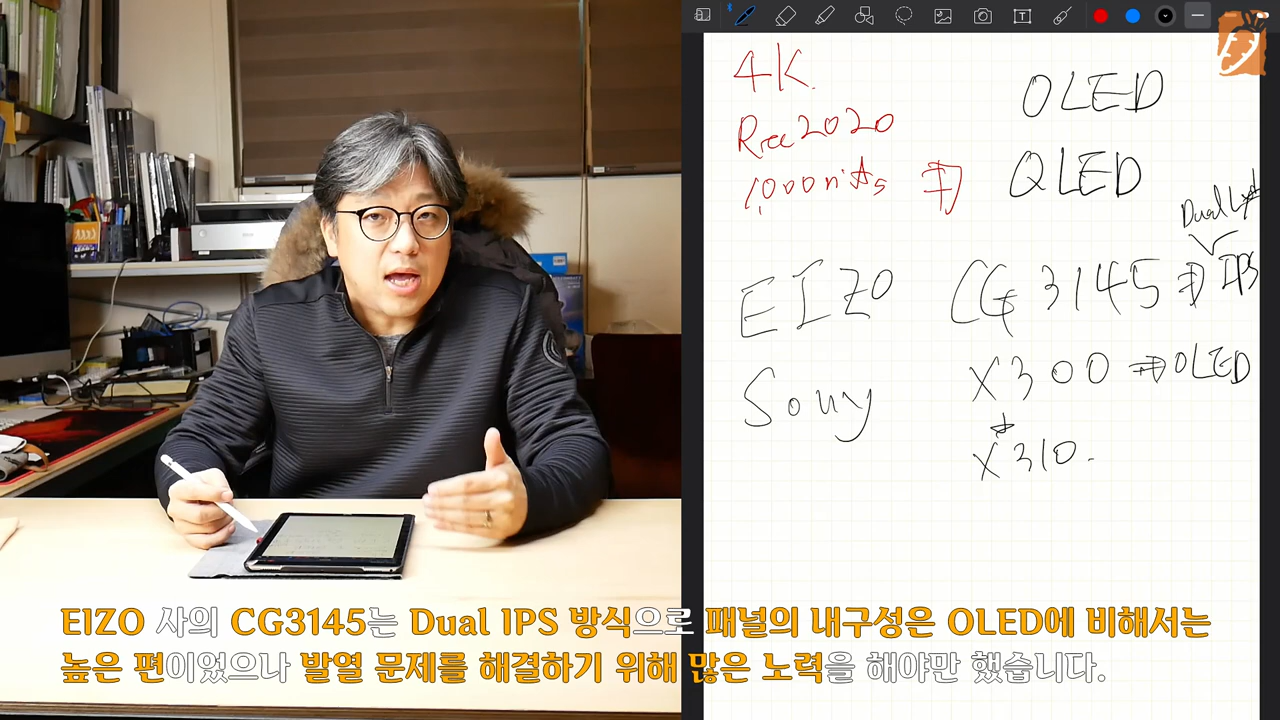 4K.
Rec2020
1,000nits
OLED
QLED
EIZO CG3145 IPS
Dual
Sony X300 OLED
X310.
EIZO 사의 CG3145는 Dual IPS 방식으로 패널의 내구성은 OLED에 비해서는
높은 편이었으나 발열 문제를 해결하기 위해 많은 노력을 해야만 했습니다.